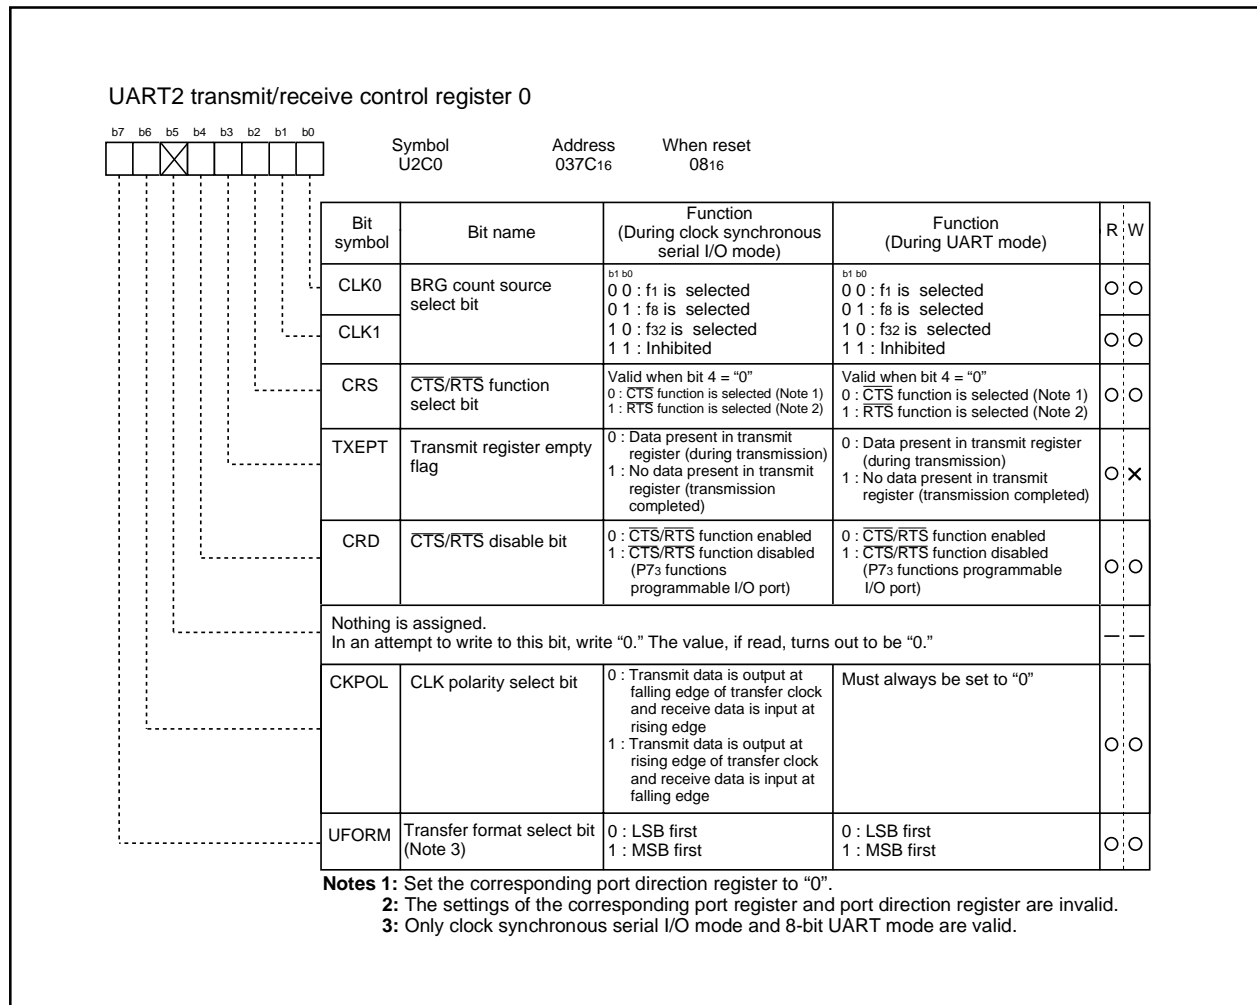 UART2 transmit/receive control register 0
b7 b6 b5 b4 b3 b2 b1 b0
Symbol Address When reset
U2C0 037C16 0816
Bit symbol
Bit name
Function
(During clock synchronous
serial I/O mode)
Function
(During UART mode)
R W
CLK0
CLK1
BRG count source
select bit
b1 b0
0 0 : f1 is selected
0 1 : f8 is selected
1 0 : f32 is selected
1 1 : Inhibited
b1 b0
0 0 : f1 is selected
0 1 : f8 is selected
1 0 : f32 is selected
1 1 : Inhibited
CRS
CTS/RTS function
select bit
Valid when bit 4 = “0”
0 : CTS function is selected (Note 1)
1 : RTS function is selected (Note 2)
Valid when bit 4 = “0”
0 : CTS function is selected (Note 1)
1 : RTS function is selected (Note 2)
TXEPT
Transmit register empty
flag
0 : Data present in transmit
register (during transmission)
1 : No data present in transmit
register (transmission
completed)
0 : Data present in transmit register
(during transmission)
1 : No data present in transmit
register (transmission completed)
CRD
CTS/RTS disable bit
0 : CTS/RTS function enabled
1 : CTS/RTS function disabled
(P73 functions
programmable I/O port)
0 : CTS/RTS function enabled
1 : CTS/RTS function disabled
(P73 functions programmable
I/O port)
Nothing is assigned.
In an attempt to write to this bit, write “0.” The value, if read, turns out to be “0.”
CKPOL
CLK polarity select bit
0 : Transmit data is output at
falling edge of transfer clock
and receive data is input at
rising edge
1 : Transmit data is output at
rising edge of transfer clock
and receive data is input at
falling edge
Must always be set to “0”
UFORM
Transfer format select bit
(Note 3)
0 : LSB first
1 : MSB first
0 : LSB first
1 : MSB first
Notes 1: Set the corresponding port direction register to “0”.
2: The settings of the corresponding port register and port direction register are invalid.
3: Only clock synchronous serial I/O mode and 8-bit UART mode are valid.